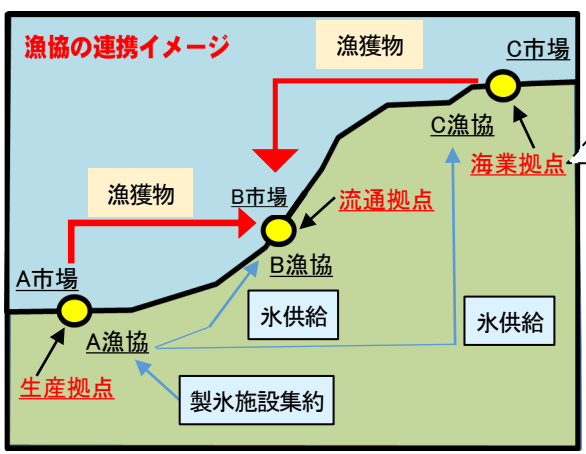 漁協の連携イメージ
漁獲物
C市場
C漁協
海業拠点
漁獲物
B市場
流通拠点
B漁協
A市場
A漁協
氷供給
氷供給
生産拠点
製氷施設集約